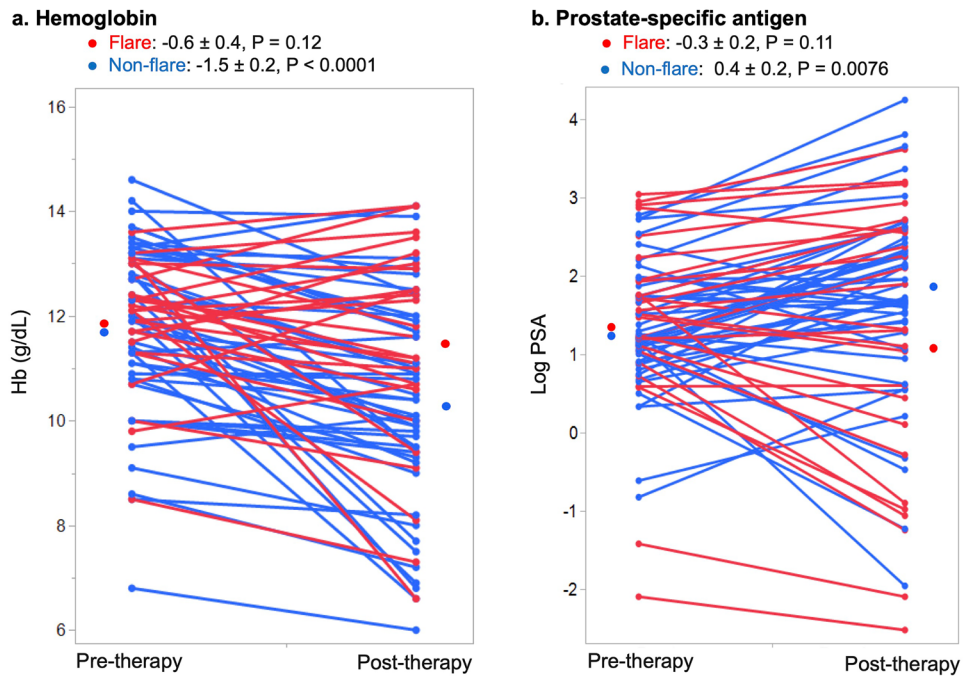 a. Hemoglobin
Flare: -0.6 ± 0.4, P = 0.12
Non-flare: -1.5 ± 0.2, P < 0.0001
16
14
12
10
8
6
Hb (g/dL)
Pre-therapy
Post-therapy
b. Prostate-specific antigen
Flare: -0.3 ± 0.2, P = 0.11
Non-flare: 0.4 ± 0.2, P = 0.0076
4
3
2
1
0
-1
-2
Log PSA
Pre-therapy
Post-therapy